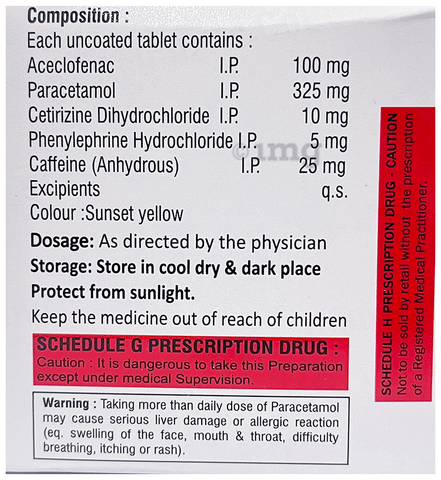 Composition :
Each uncoated tablet contains :
Aceclofenac I.P. 100 mg
Paracetamol I.P. 325 mg
Cetirizine Dihydrochloride I.P. 10 mg
Phenylephrine Hydrochloride I.P. 5 mg
Caffeine (Anhydrous) I.P. 25 mg
Excipients q.s.
Colour :Sunset yellow
Dosage: As directed by the physician
Storage: Store in cool dry & dark place
Protect from sunlight.
Keep the medicine out of reach of children
SCHEDULE G PRESCRIPTION DRUG :
Caution : It is dangerous to take this Preparation
except under medical Supervision.
Warning : Taking more than daily dose of Paracetamol
may cause serious liver damage or allergic reaction
(eq. swelling of the face, mouth & throat, difficulty
breathing, itching or rash).
SCHEDULE H PRESCRIPTION DRUG - CAUTION
Not to be sold by retail without the prescription
of a Registered Medical Practitioner.
©1mg